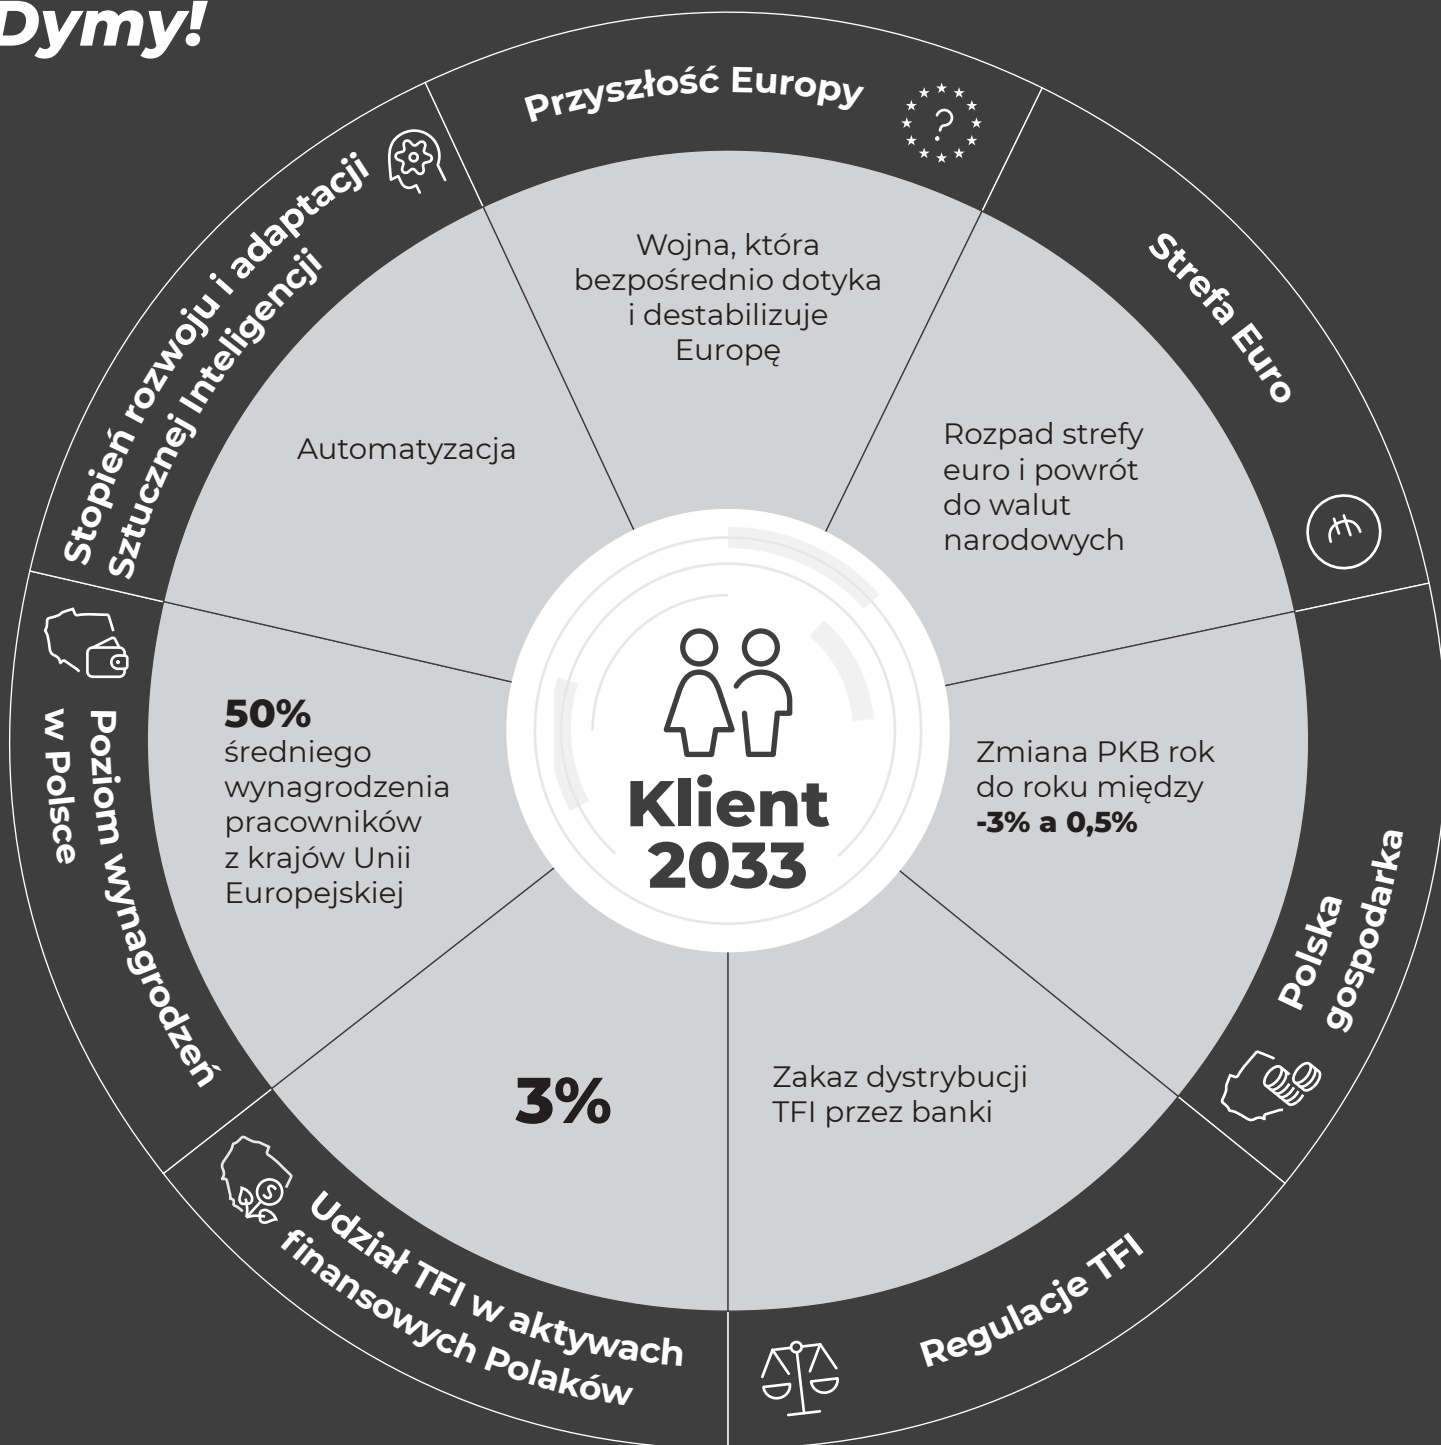 Dymy!
Przyszłość Europy
Wojna, która
bezpośrednio dotyka
i destabilizuje
Europę
Strefa Euro
Rozpad strefy
euro i powrót
do walut
narodowych
Polska
gospodarka
Zmiana PKB rok
do roku między
-3% a 0,5%
Regulacje TFI
Zakaz dystrybucji
TFI przez banki
Udział TFI w aktywach
finansowych Polaków
3%
Poziom wynagrodzeń
w Polsce
50%
średniego
wynagrodzenia
pracowników
z krajów Unii
Europejskiej
Stopień rozwoju i adaptacji
Sztucznej Inteligencji
Automatyzacja
Klient
2033